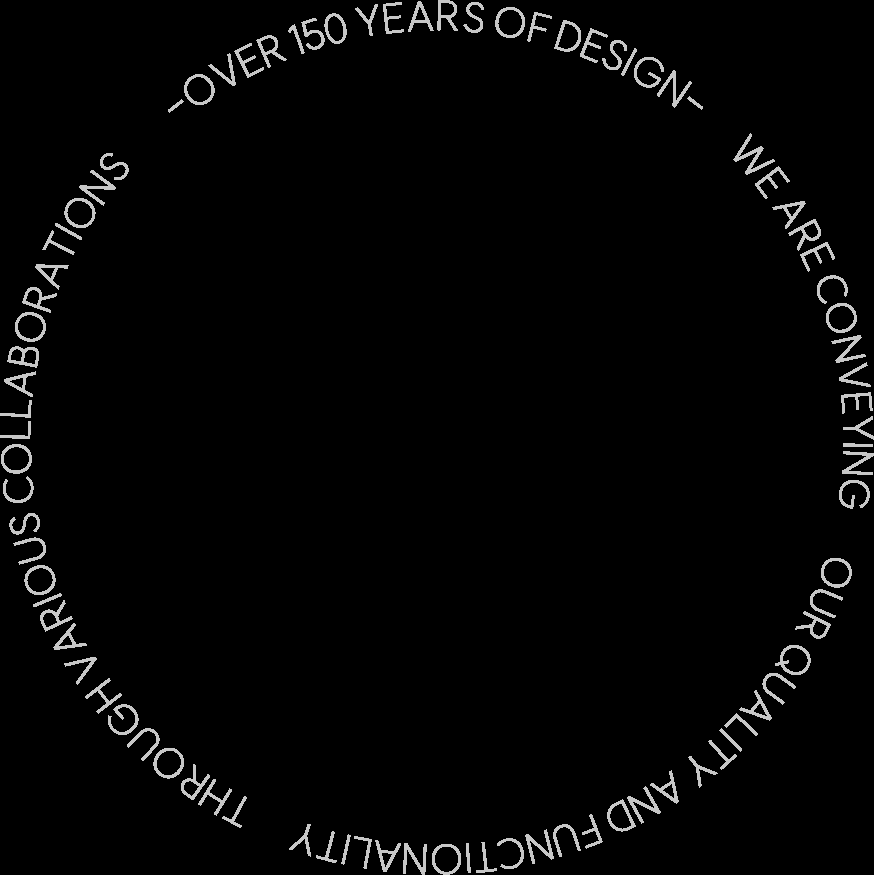 -OVER 150 YEARS OF DESIGN-
WE ARE CONVEYING
OUR QUALITY AND FUNCTIONALITY
THROUGH VARIOUS COLLABORATIONS